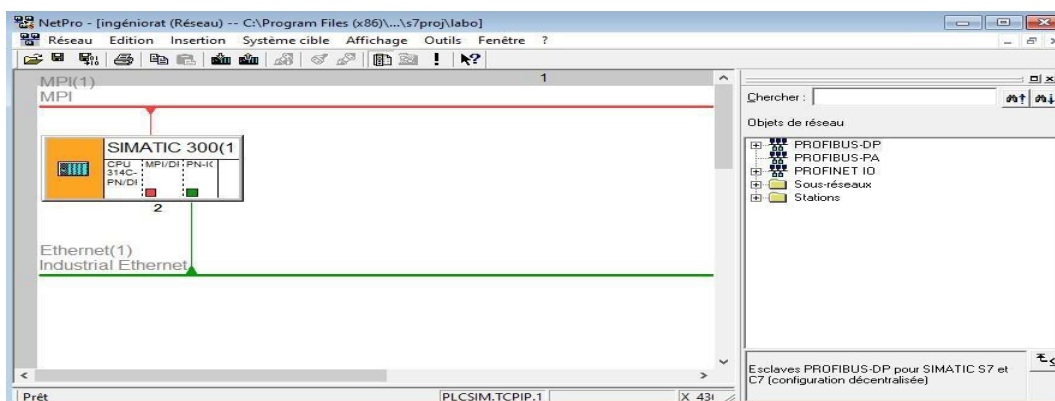 NetPro - [ingéniorat (Réseau) -- C:\Program Files (x86)\...\s7proj\labo]
Réseau Edition Insertion Système cible Affichage Outils Fenêtre ?
MPI(1)
MPI
1
SIMATIC 300(1
CPU MPI/DI PN-I(
314C-
PN/DI
2
Ethernet(1)
Industrial Ethernet
Chercher :
Objets de réseau
PROFIBUS-DP
PROFIBUS-PA
PROFINET IO
Sous-réseaux
Stations
Esclaves PROFIBUS-DP pour SIMATIC S7 et
C7 (configuration décentralisée)
Prêt PLCSIM.TCPIP.1 X 43